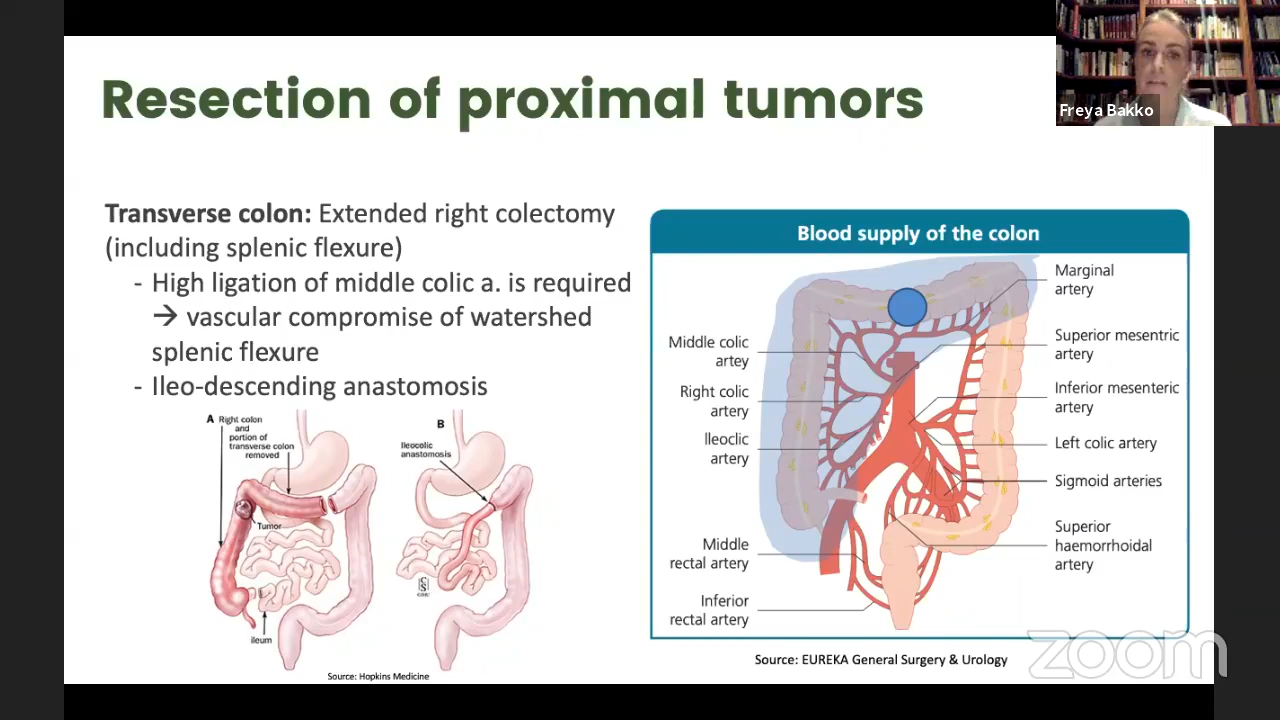 Resection of proximal tumors
Freya Bakko
Transverse colon: Extended right colectomy
(including splenic flexure)
- High ligation of middle colic a. is required
→ vascular compromise of watershed
splenic flexure
- Ileo-descending anastomosis
A Right colon
and
portion of
transverse colon
removed
Tumor
ileum
B
Ileocolic
anastomosis
Source: Hopkins Medicine
Blood supply of the colon
Middle colic
artey
Right colic
artery
Ileoclic
artery
Middle
rectal artery
Inferior
rectal artery
Marginal
artery
Superior mesentric
artery
Inferior mesenteric
artery
Left colic artery
Sigmoid arteries
Superior
haemorrhoidal
artery
Source: EUREKA General Surgery & Urology
zoom